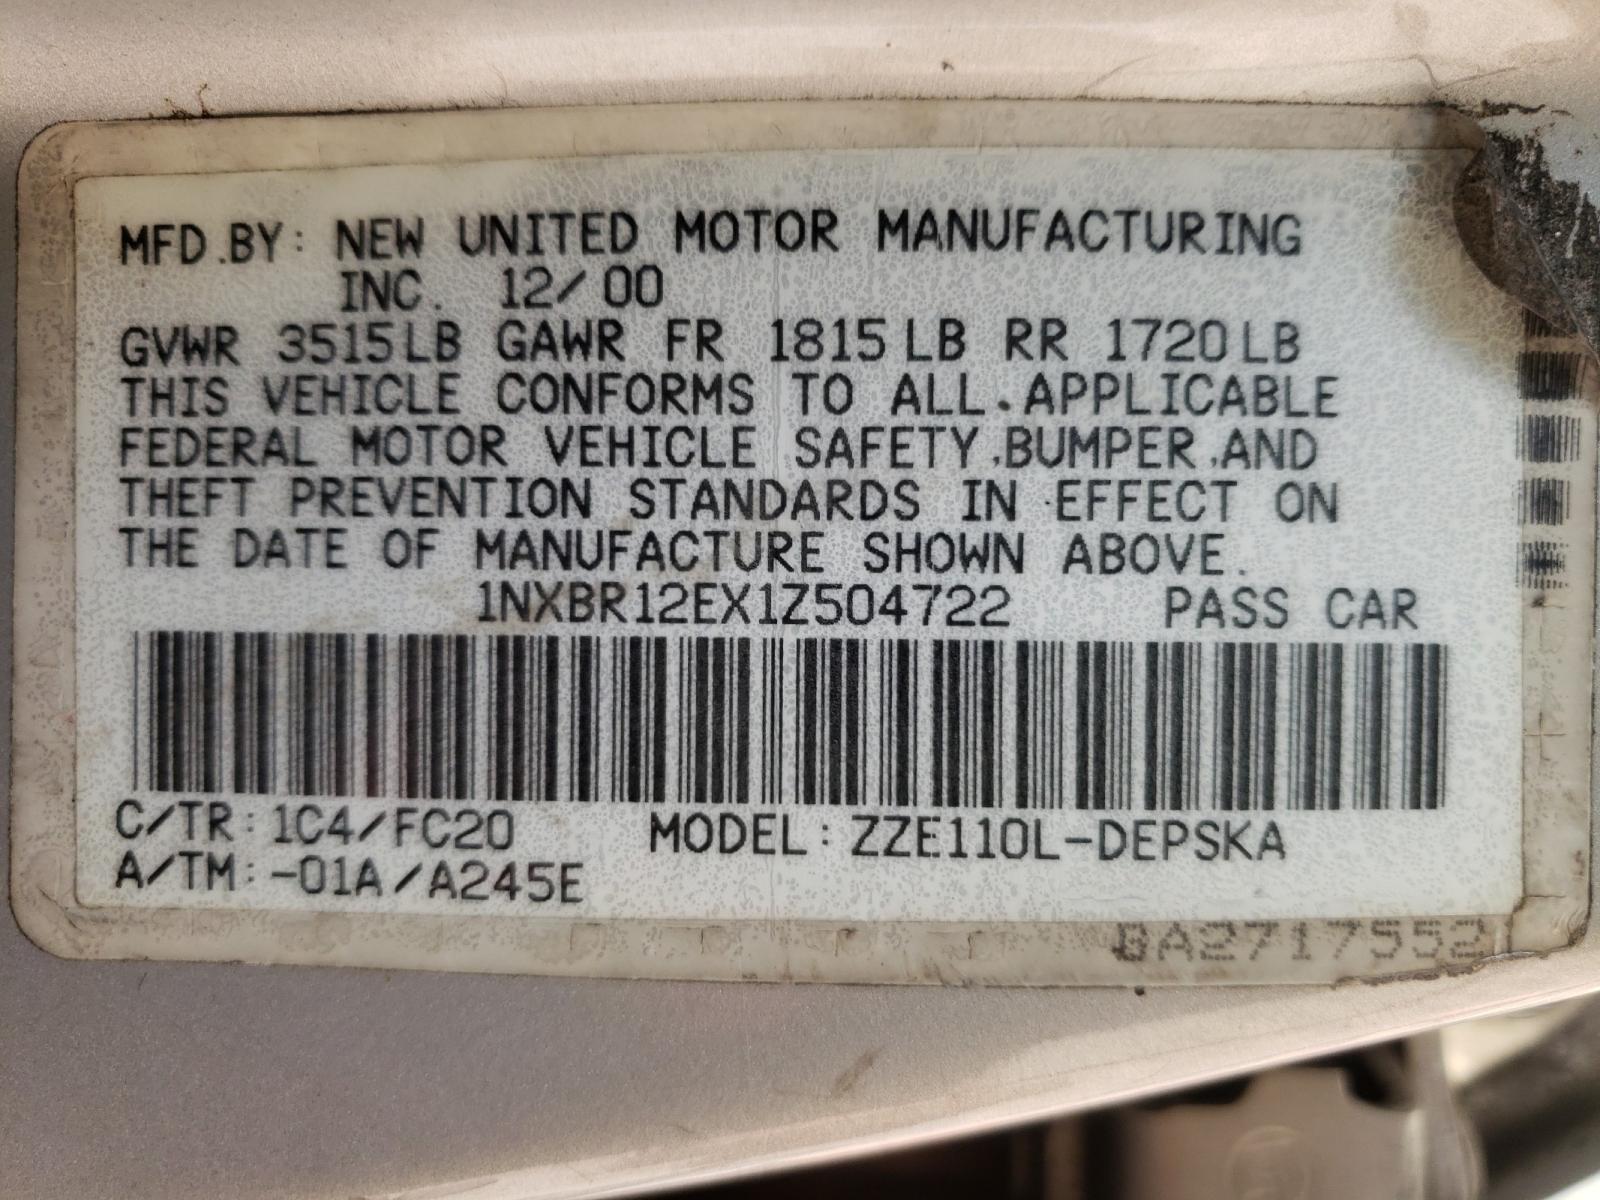 MFD.BY: NEW UNITED MOTOR MANUFACTURING
INC. 12/00
GVWR 3515LB GAWR FR 1815LB RR 1720LB
THIS VEHICLE CONFORMS TO ALL APPLICABLE
FEDERAL MOTOR VEHICLE SAFETY,BUMPER,AND
THEFT PREVENTION STANDARDS IN EFFECT ON
THE DATE OF MANUFACTURE SHOWN ABOVE.
1NXBR12EX1Z504722 PASS CAR
C/TR: 1C4/FC20 MODEL: ZZE110L-DEPSKA
A/TM: -01A/A245E